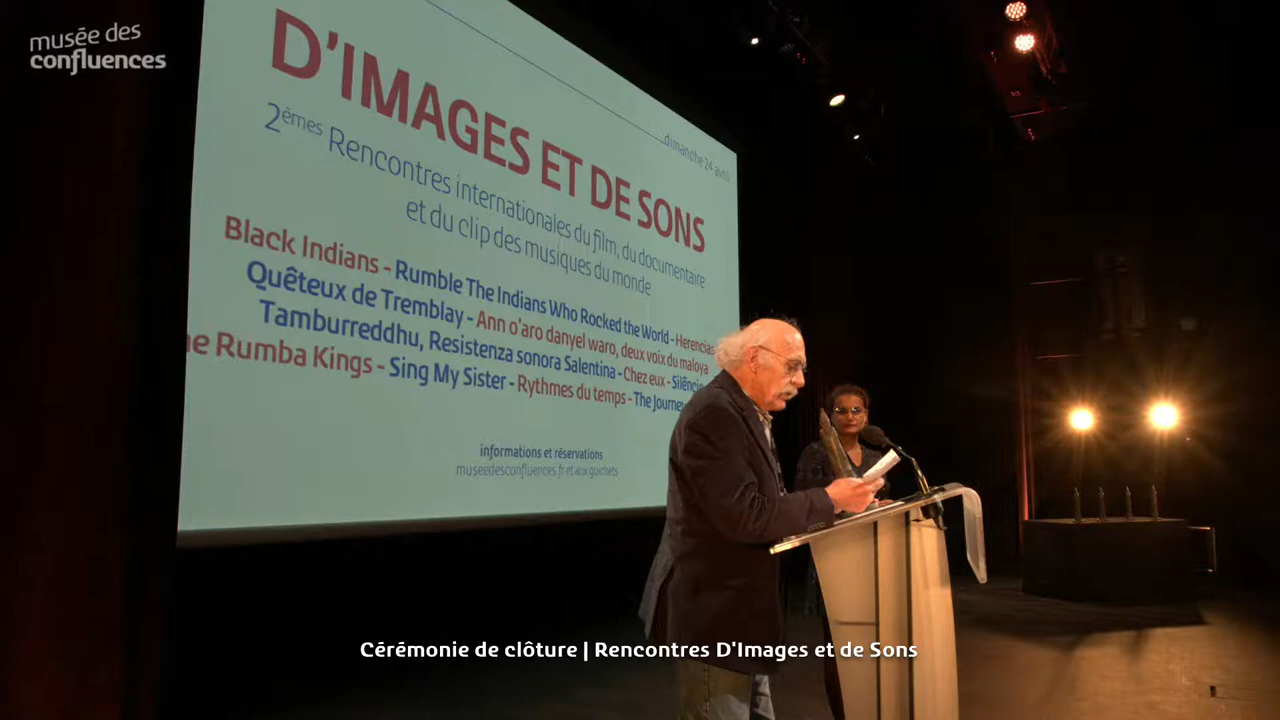 musée des
confluences
dimanche 24 avril
D'IMAGES ET DE SONS
2èmes Rencontres internationales du film, du documentaire
et du clip des musiques du monde
Black Indians - Rumble The Indians Who Rocked the World - Herencias
Quêteux de Tremblay - Ann o'aro danyel waro, deux voix du maloya
Tamburreddhu, Resistenza sonora Salentina - Chez eux - Silêncio
e Rumba Kings - Sing My Sister - Rythmes du temps - The Journey
informations et réservations
museedesconfluences.fr et aux guichets
Cérémonie de clôture | Rencontres D'Images et de Sons